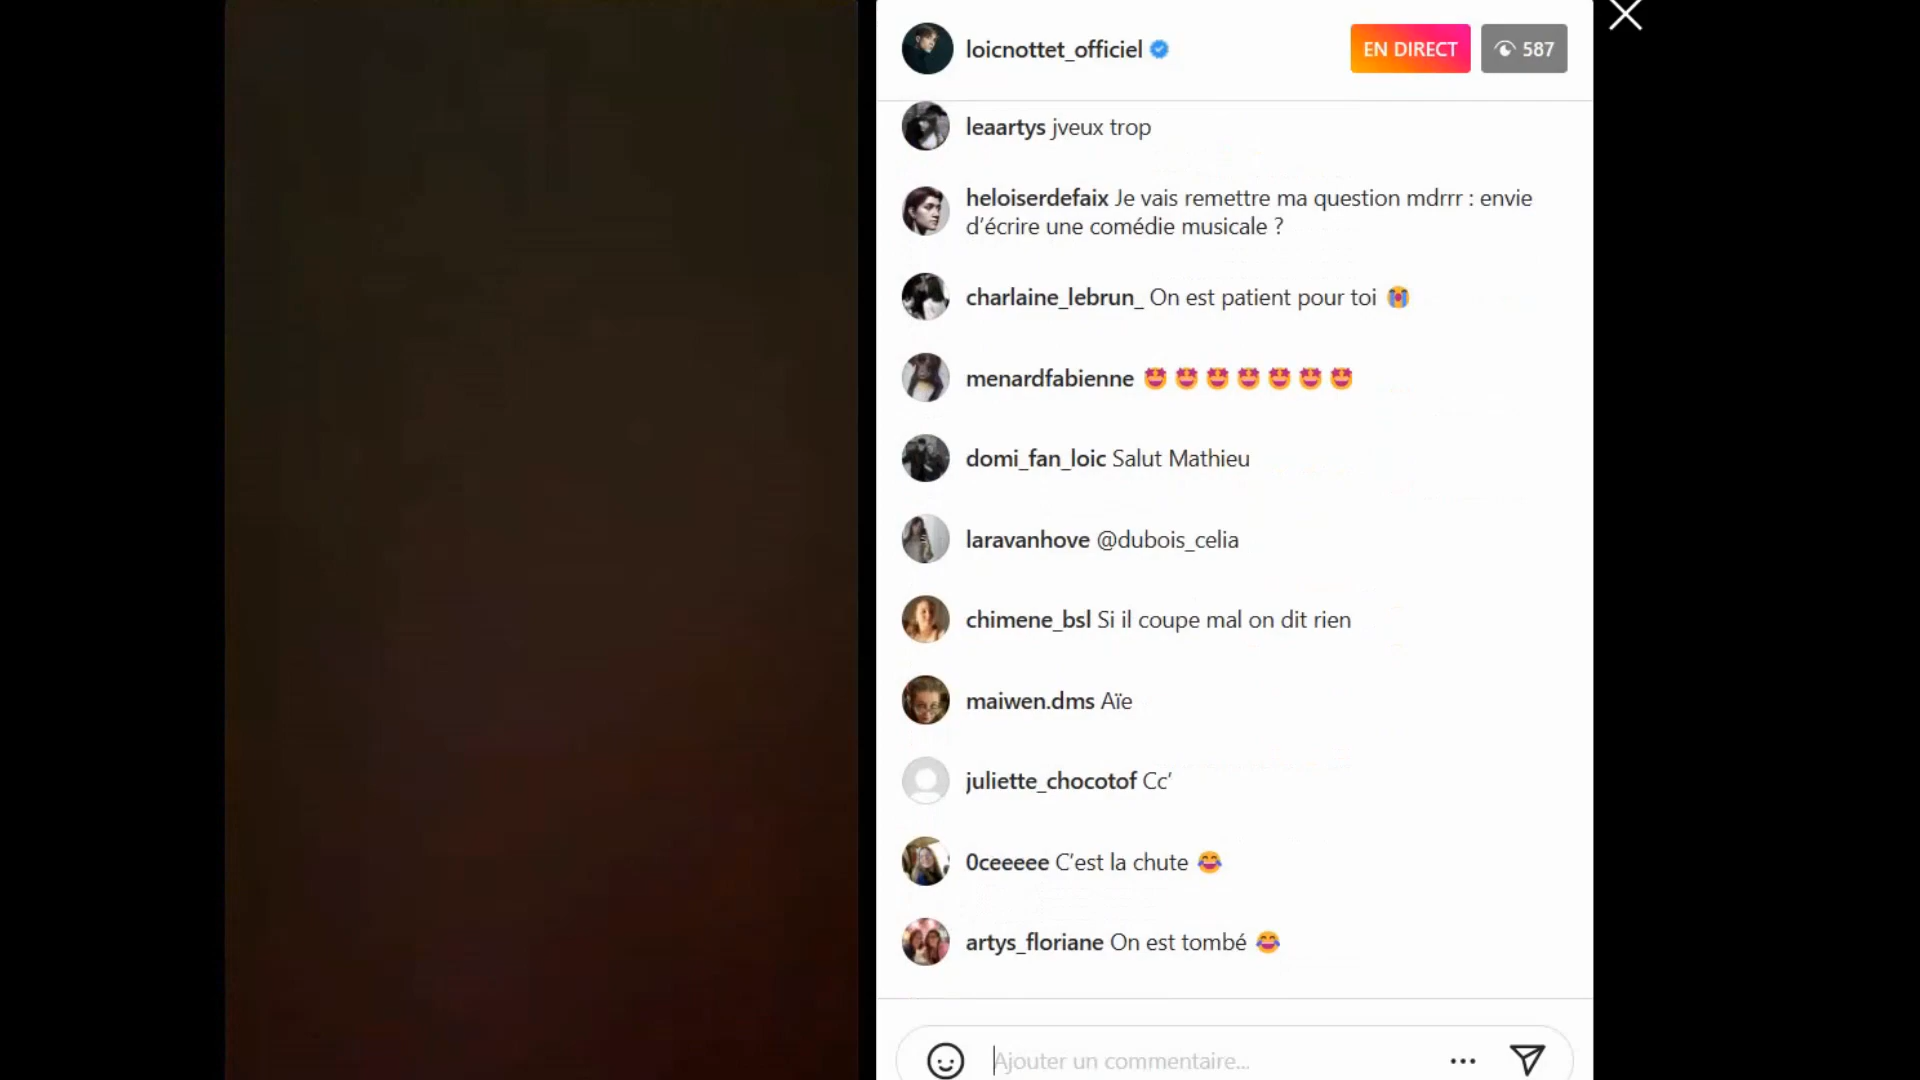 loicnottet_officiel
EN DIRECT
587
leaartys jveux trop
heloiserdefaix Je vais remettre ma question mdrrr : envie
d’écrire une comédie musicale ?
charlaine_lebrun_ On est patient pour toi 😭
menardfabienne 🤩🤩🤩🤩🤩🤩🤩
domi_fan_loic Salut Mathieu
laravanhove @dubois_celia
chimene_bsl Si il coupe mal on dit rien
maiwen.dms Aïe
juliette_chocotof Cc’
0ceeeee C’est la chute 😂
artys_floriane On est tombé 😂
Ajouter un commentaire...